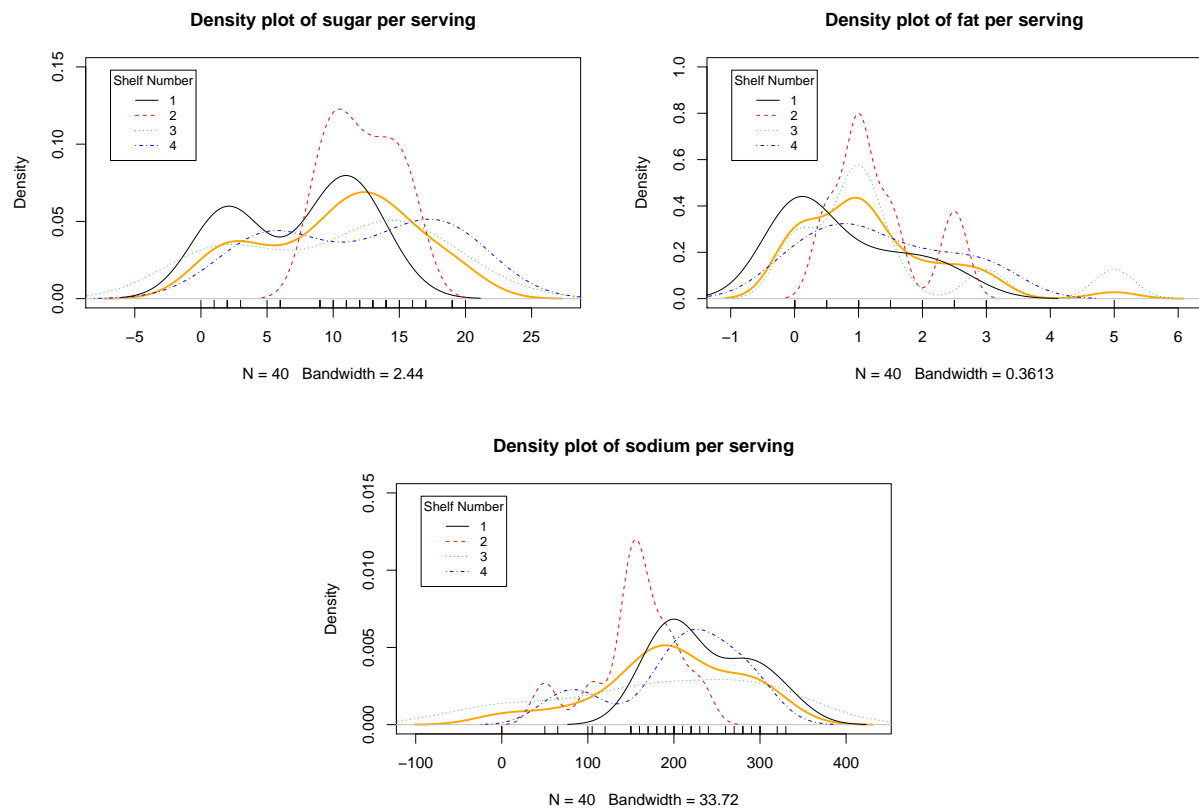 Density plot of sugar per serving
Density
0.00 0.05 0.10 0.15
Shelf Number
1
2
3
4
−5 0 5 10 15 20 25
N = 40 Bandwidth = 2.44
Density plot of fat per serving
Density
0.0 0.2 0.4 0.6 0.8 1.0
Shelf Number
1
2
3
4
−1 0 1 2 3 4 5 6
N = 40 Bandwidth = 0.3613
Density plot of sodium per serving
Density
0.000 0.005 0.010 0.015
Shelf Number
1
2
3
4
−100 0 100 200 300 400
N = 40 Bandwidth = 33.72